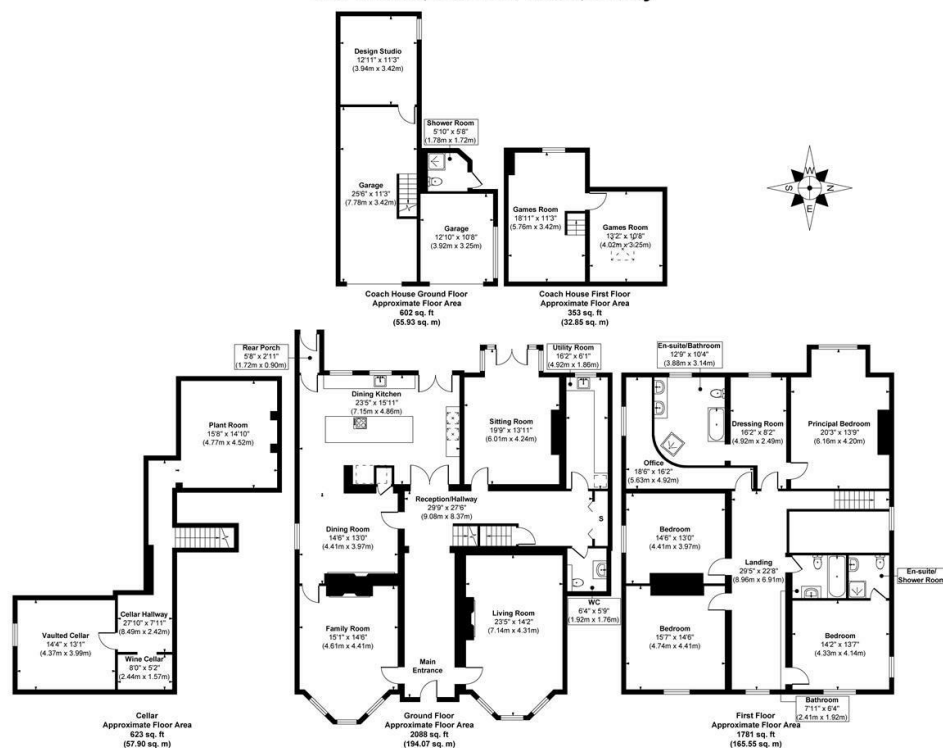 Design Studio
12'11" x 11'3"
(3.94m x 3.42m)
Shower Room
5'10" x 5'8"
(1.78m x 1.72m)
Garage
25'6" x 11'3"
(7.78m x 3.42m)
Garage
12'10" x 10'8"
(3.92m x 3.25m)
Coach House Ground Floor
Approximate Floor Area
602 sq. ft
(55.93 sq. m)
Games Room
18'11" x 11'3"
(5.76m x 3.42m)
Games Room
13'2" x 10'8"
(4.02m x 3.25m)
Coach House First Floor
Approximate Floor Area
353 sq. ft
(32.85 sq. m)
W
S
N
E
Plant Room
15'8" x 14'10"
(4.77m x 4.52m)
Cellar Hallway
27'10" x 7'11"
(8.49m x 2.42m)
Vaulted Cellar
14'4" x 13'1"
(4.37m x 3.99m)
Wine Cellar
8'0" x 5'2"
(2.44m x 1.57m)
Cellar
Approximate Floor Area
623 sq. ft
(57.90 sq. m)
Rear Porch
5'8" x 2'11"
(1.72m x 0.90m)
Dining Kitchen
23'5" x 15'11"
(7.15m x 4.86m)
Sitting Room
19'9" x 13'11"
(6.01m x 4.24m)
Utility Room
16'2" x 6'1"
(4.92m x 1.86m)
Reception/Hallway
29'9" x 27'6"
(9.08m x 8.37m)
S
Dining Room
14'6" x 13'0"
(4.41m x 3.97m)
WC
6'4" x 5'9"
(1.92m x 1.76m)
Family Room
15'1" x 14'6"
(4.61m x 4.41m)
Living Room
23'5" x 14'2"
(7.14m x 4.31m)
Main
Entrance
Ground Floor
Approximate Floor Area
2088 sq. ft
(194.07 sq. m)
En-suite/Bathroom
12'9" x 10'4"
(3.88m x 3.14m)
Dressing Room
16'2" x 8'2"
(4.92m x 2.49m)
Principal Bedroom
20'3" x 13'9"
(6.16m x 4.20m)
Office
18'6" x 16'2"
(5.63m x 4.92m)
Bedroom
14'6" x 13'0"
(4.41m x 3.97m)
Landing
29'5" x 22'8"
(8.96m x 6.91m)
En-suite/
Shower Room
Bedroom
15'7" x 14'6"
(4.74m x 4.41m)
Bedroom
14'2" x 13'7"
(4.33m x 4.14m)
Bathroom
7'11" x 6'4"
(2.41m x 1.92m)
First Floor
Approximate Floor Area
1781 sq. ft
(165.55 sq. m)